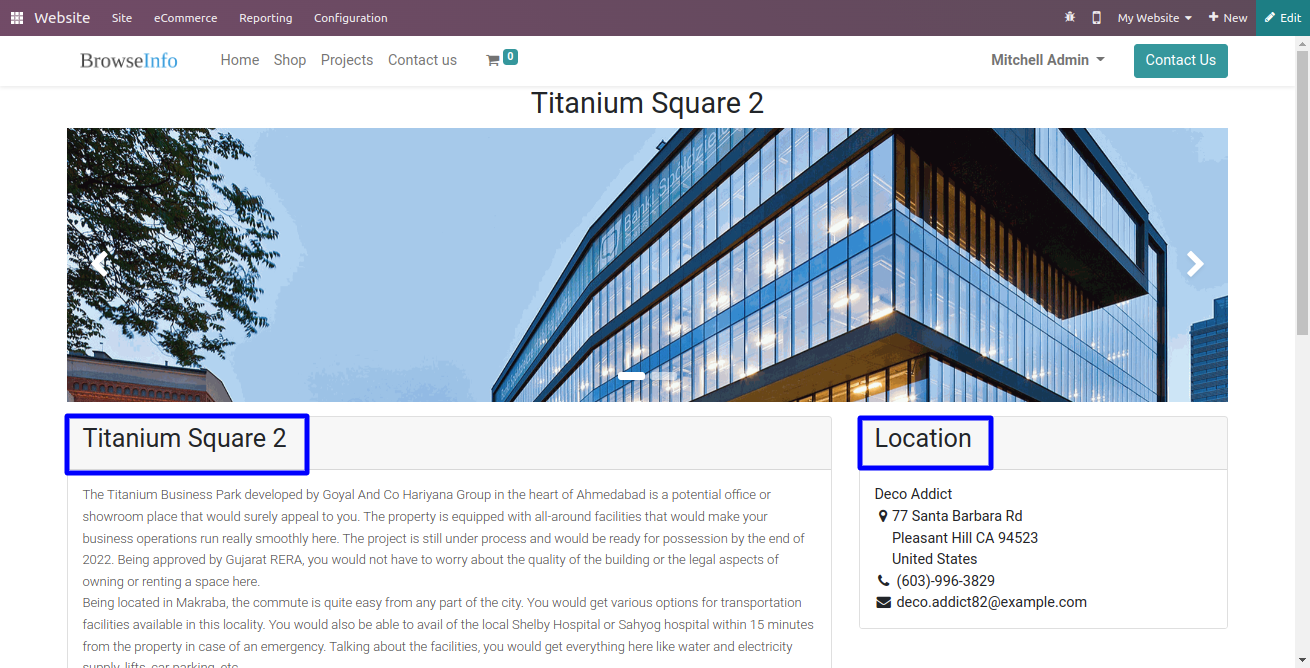 Website Site eCommerce Reporting Configuration My Website New Edit
BrowseInfo Home Shop Projects Contact us 0 Mitchell Admin Contact Us
Titanium Square 2
Titanium Square 2
The Titanium Business Park developed by Goyal And Co Hariyana Group in the heart of Ahmedabad is a potential office or
showroom place that would surely appeal to you. The property is equipped with all-around facilities that would make your
business operations run really smoothly here. The project is still under process and would be ready for possession by the end of
2022. Being approved by Gujarat RERA, you would not have to worry about the quality of the building or the legal aspects of
owning or renting a space here.
Being located in Makraba, the commute is quite easy from any part of the city. You would get various options for transportation
facilities available in this locality. You would also be able to avail of the local Shelby Hospital or Sahyog hospital within 15 minutes
from the property in case of an emergency. Talking about the facilities, you would get everything here like water and electricity
supply, lifts, car parking, etc.
Location
Deco Addict
77 Santa Barbara Rd
Pleasant Hill CA 94523
United States
(603)-996-3829
deco.addict82@example.com